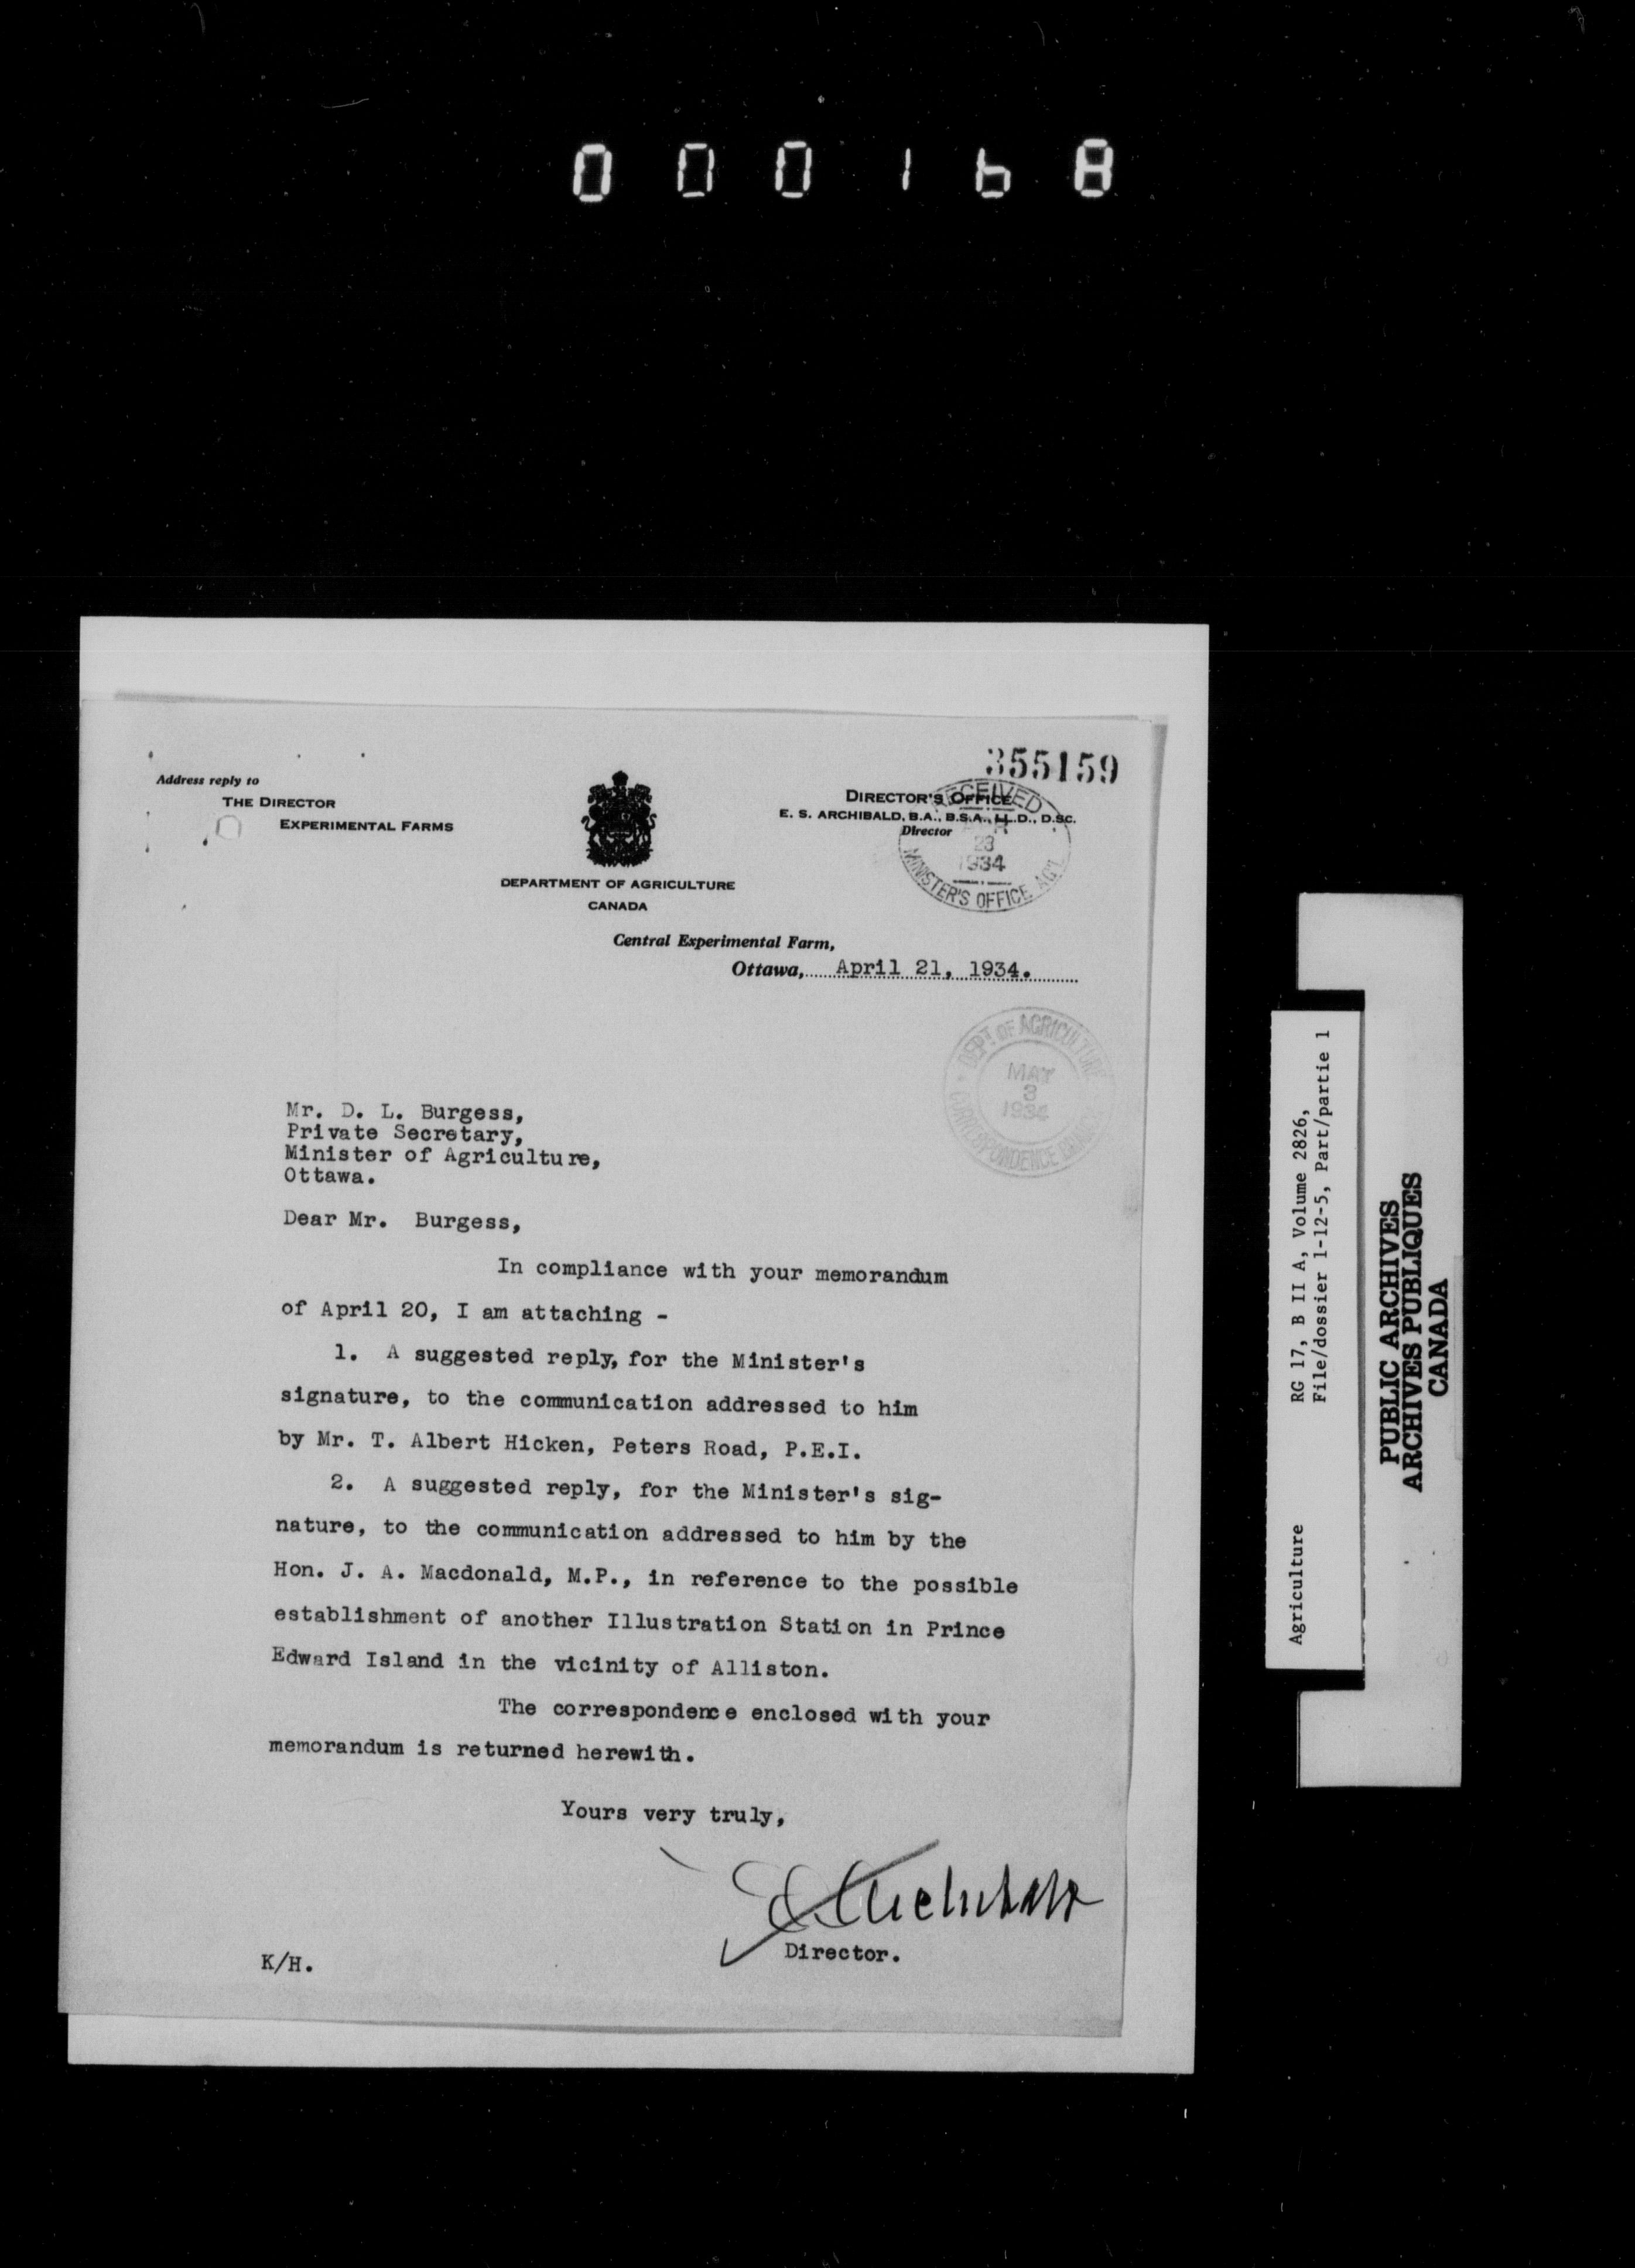 000168
355159
Address reply to
THE DIRECTOR
EXPERIMENTAL FARMS
DEPARTMENT OF AGRICULTURE
CANADA
DIRECTOR'S OFFICE
E. S. ARCHIBALD, B.A., B.S.A., LL.D., D.SC.
Director
RECEIVED
23
1934
MINISTER'S OFFICE AG'L
Central Experimental Farm,
Ottawa, April 21, 1934.
DEPT OF AGRICULTURE
MAY
3
1934
CORRESPONDENCE
Mr. D. L. Burgess,
Private Secretary,
Minister of Agriculture,
Ottawa.
Dear Mr. Burgess,
In compliance with your memorandum
of April 20, I am attaching -
1. A suggested reply, for the Minister's
signature, to the communication addressed to him
by Mr. T. Albert Hicken, Peters Road, P.E.I.
2. A suggested reply, for the Minister's sig-
nature, to the communication addressed to him by the
Hon. J. A. Macdonald, M.P., in reference to the possible
establishment of another Illustration Station in Prince
Edward Island in the vicinity of Alliston.
The correspondence enclosed with your
memorandum is returned herewith.
Yours very truly,
E.S. Archibald
Director.
K/H.
Agriculture RG 17, B II A, Volume 2826,
File/dossier 1-12-5, Part/partie 1
PUBLIC ARCHIVES
ARCHIVES PUBLIQUES
CANADA